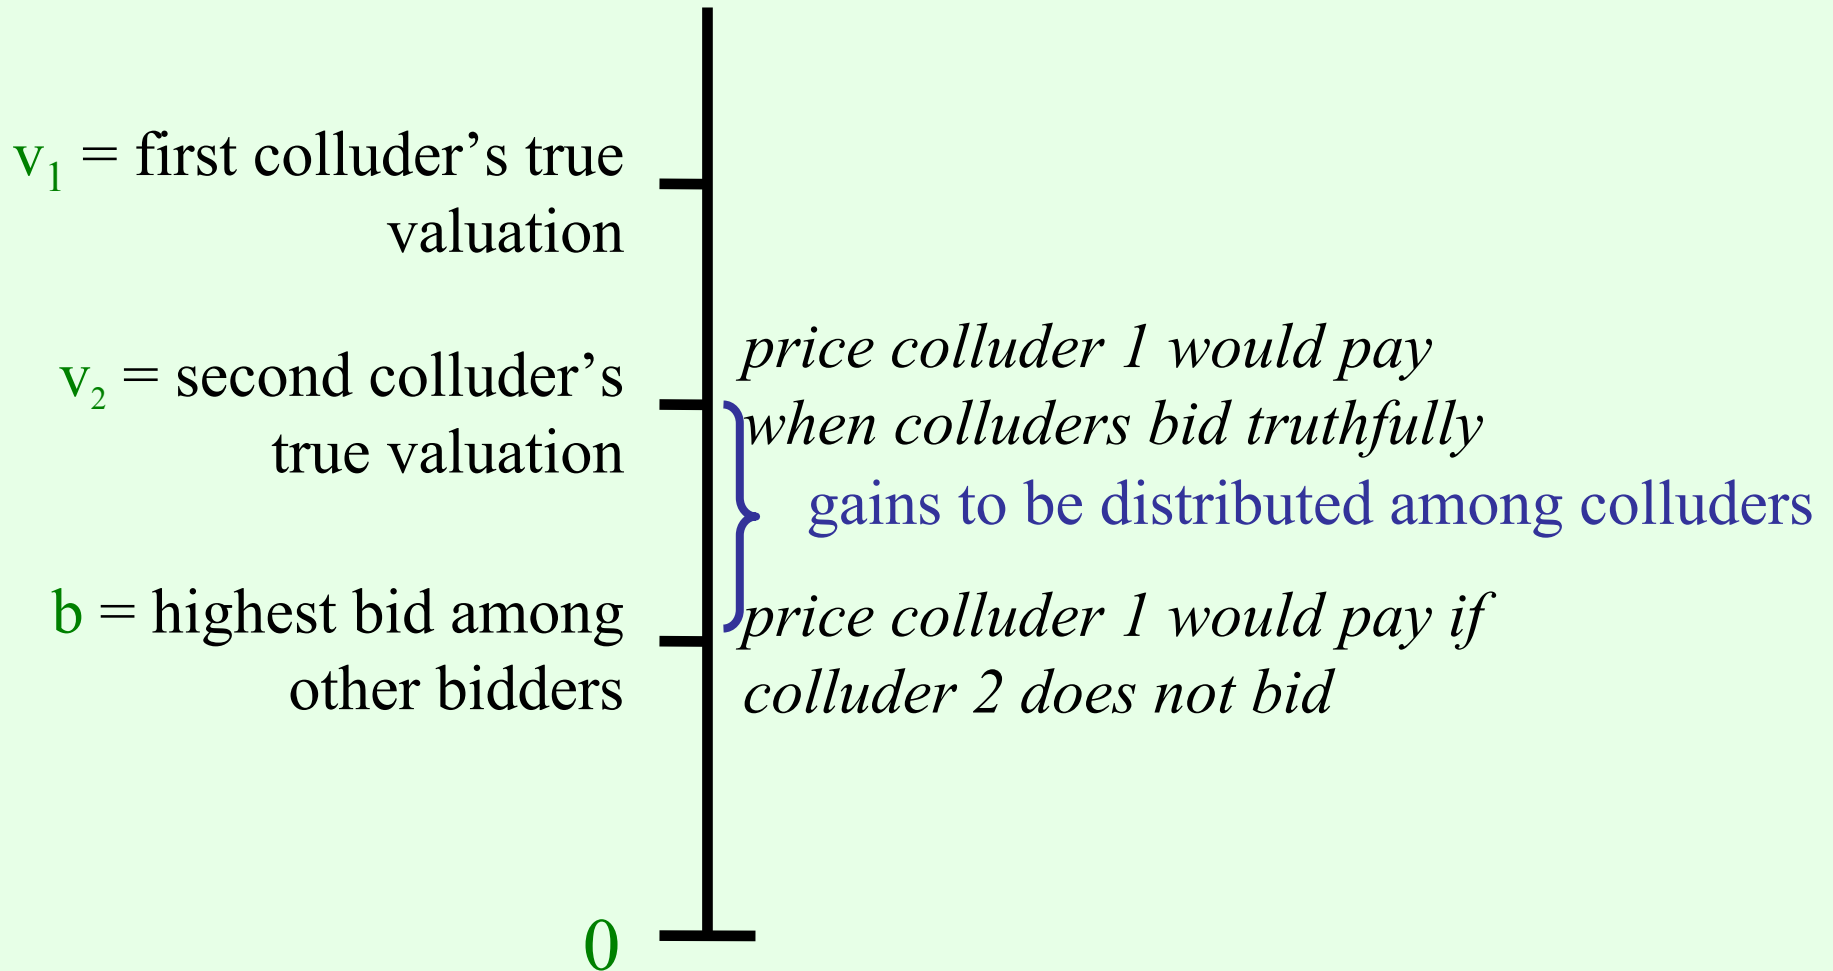 v₁ = first colluder’s true
valuation
v₂ = second colluder’s
true valuation
b = highest bid among
other bidders
0
price colluder 1 would pay
when colluders bid truthfully
gains to be distributed among colluders
price colluder 1 would pay if
colluder 2 does not bid